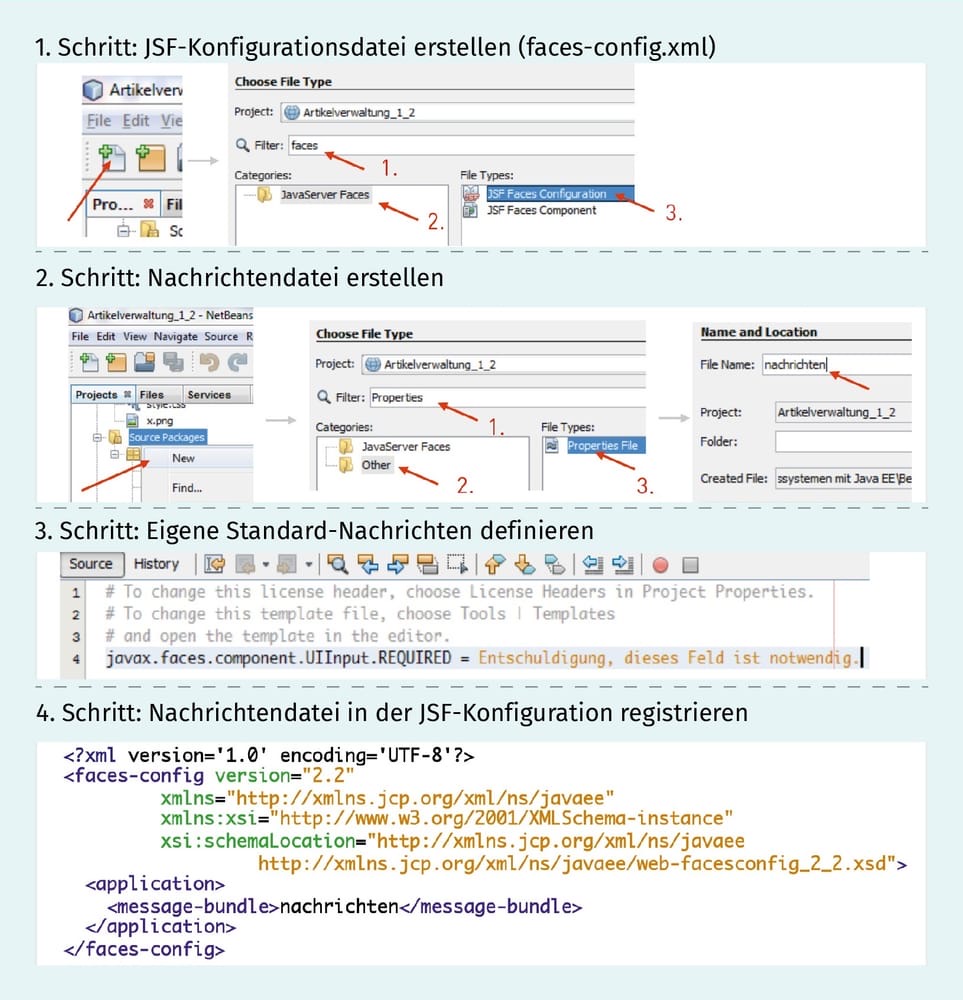 1. Schritt: JSF-Konfigurationsdatei erstellen (faces-config.xml)
Artikelverw
File Edit Vie
Pro... Fil
Sc
Choose File Type
Project: Artikelverwaltung_1_2
Filter: faces
1.
Categories:
JavaServer Faces
2.
File Types:
JSF Faces Configuration
JSF Faces Component
3.
2. Schritt: Nachrichtendatei erstellen
Artikelverwaltung_1_2 - NetBeans
File Edit View Navigate Source R
Projects Files Services
style.css
x.png
Source Packages
New
Find...
Choose File Type
Project: Artikelverwaltung_1_2
Filter: Properties
1.
Categories:
JavaServer Faces
Other
2.
File Types:
Properties File
3.
Name and Location
File Name: nachrichten
Project: Artikelverwaltung_1_2
Folder:
Created File: ssystemen mit Java EE\Be
3. Schritt: Eigene Standard-Nachrichten definieren
Source History
1 # To change this license header, choose License Headers in Project Properties.
2 # To change this template file, choose Tools | Templates
3 # and open the template in the editor.
4 javax.faces.component.UIInput.REQUIRED = Entschuldigung, dieses Feld ist notwendig.
4. Schritt: Nachrichtendatei in der JSF-Konfiguration registrieren
<?xml version='1.0' encoding='UTF-8'?>
<faces-config version="2.2"
xmlns="http://xmlns.jcp.org/xml/ns/javaee"
xmlns:xsi="http://www.w3.org/2001/XMLSchema-instance"
xsi:schemaLocation="http://xmlns.jcp.org/xml/ns/javaee
http://xmlns.jcp.org/xml/ns/javaee/web-facesconfig_2_2.xsd">
<application>
<message-bundle>nachrichten</message-bundle>
</application>
</faces-config>